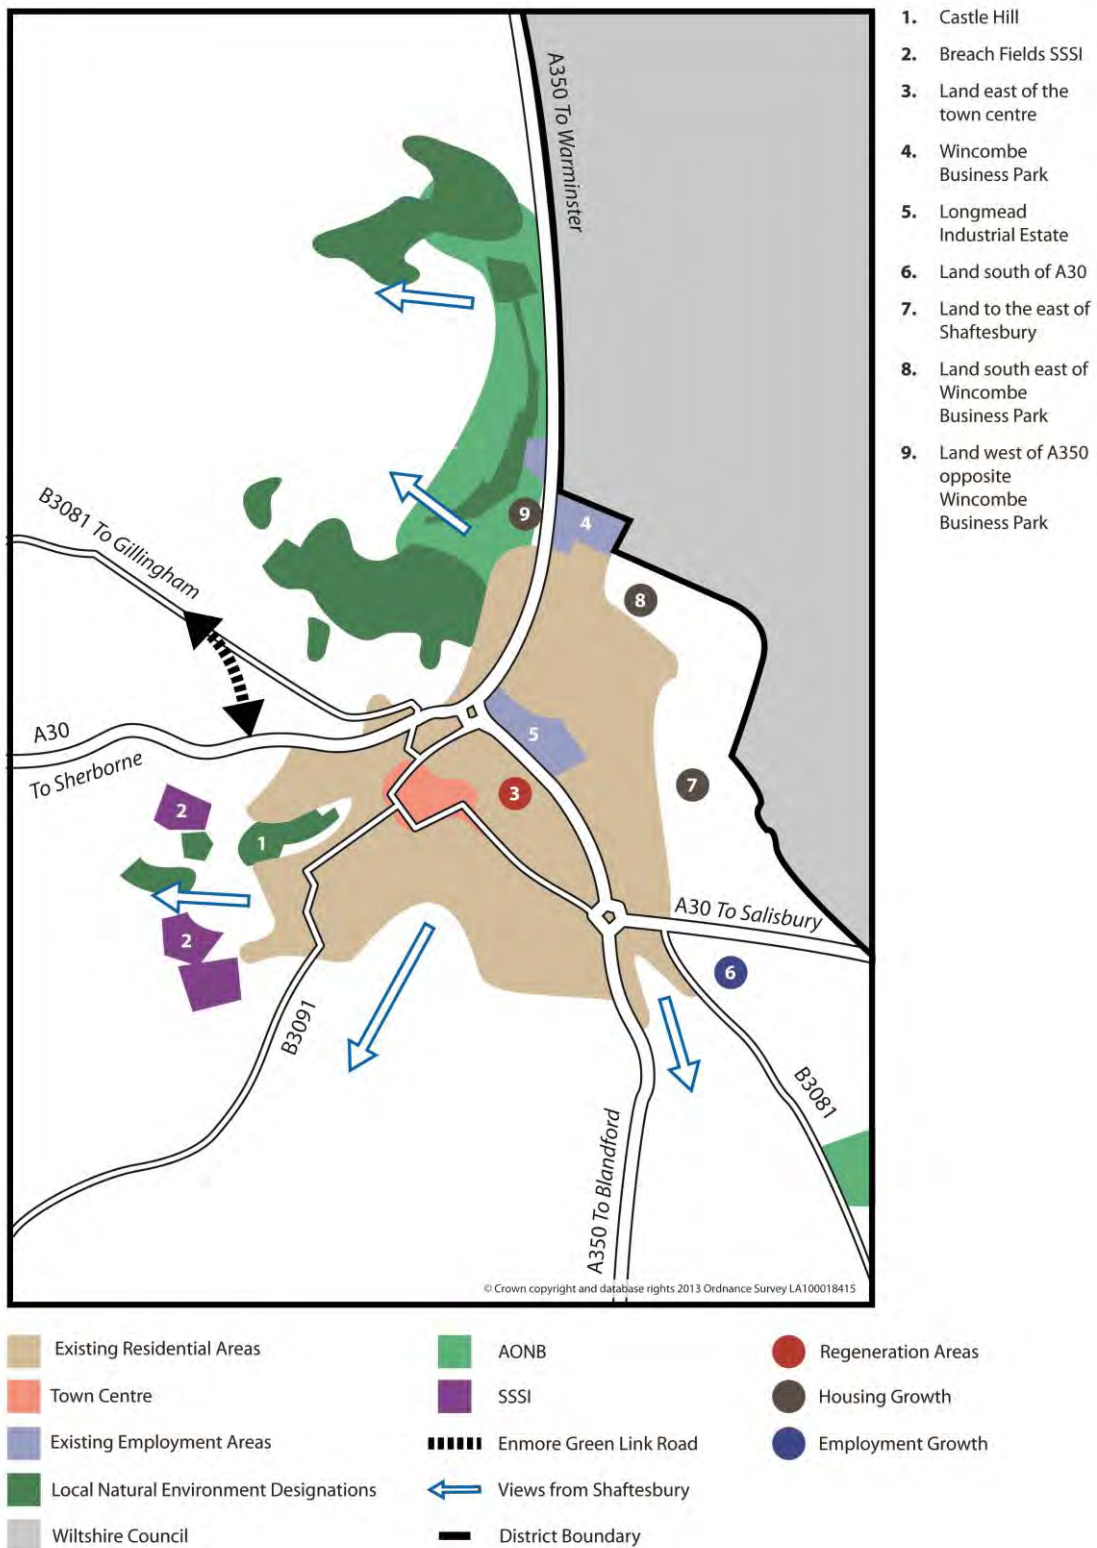 A350 To Warminster
B3081 To Gillingham
A30
To Sherborne
9
4
8
5
7
3
2
1
2
A30 To Salisbury
6
B3091
B3081
A350 To Blandford
© Crown copyright and database rights 2013 Ordnance Survey LA100018415
1. Castle Hill
2. Breach Fields SSSI
3. Land east of the
town centre
4. Wincombe
Business Park
5. Longmead
Industrial Estate
6. Land south of A30
7. Land to the east of
Shaftesbury
8. Land south east of
Wincombe
Business Park
9. Land west of A350
opposite
Wincombe
Business Park
Existing Residential Areas
Town Centre
Existing Employment Areas
Local Natural Environment Designations
Wiltshire Council
AONB
SSSI
Enmore Green Link Road
Views from Shaftesbury
District Boundary
Regeneration Areas
Housing Growth
Employment Growth